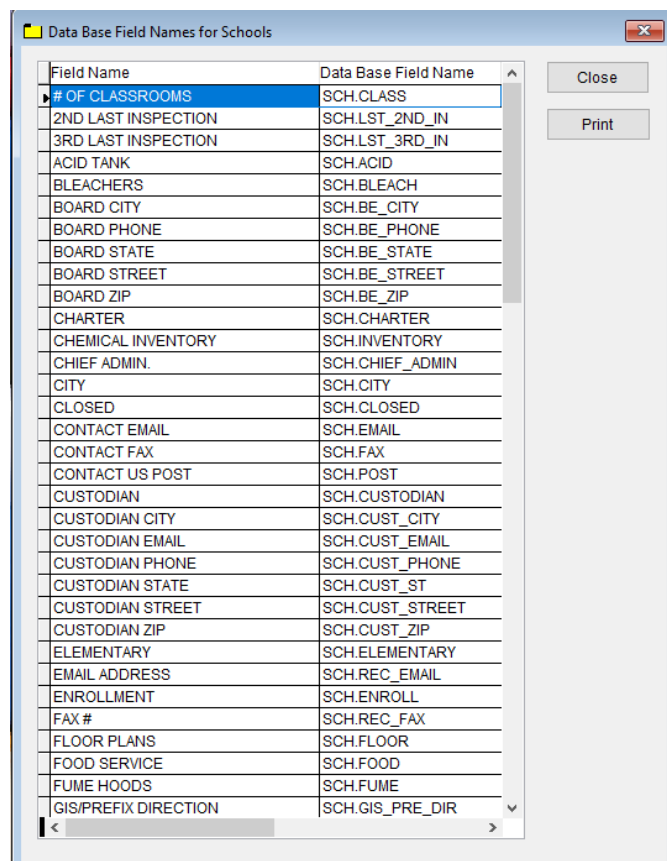 Data Base Field Names for Schools
Field Name Data Base Field Name
# OF CLASSROOMS SCH.CLASS
2ND LAST INSPECTION SCH.LST_2ND_IN
3RD LAST INSPECTION SCH.LST_3RD_IN
ACID TANK SCH.ACID
BLEACHERS SCH.BLEACH
BOARD CITY SCH.BE_CITY
BOARD PHONE SCH.BE_PHONE
BOARD STATE SCH.BE_STATE
BOARD STREET SCH.BE_STREET
BOARD ZIP SCH.BE_ZIP
CHARTER SCH.CHARTER
CHEMICAL INVENTORY SCH.INVENTORY
CHIEF ADMIN. SCH.CHIEF_ADMIN
CITY SCH.CITY
CLOSED SCH.CLOSED
CONTACT EMAIL SCH.EMAIL
CONTACT FAX SCH.FAX
CONTACT US POST SCH.POST
CUSTODIAN SCH.CUSTODIAN
CUSTODIAN CITY SCH.CUST_CITY
CUSTODIAN EMAIL SCH.CUST_EMAIL
CUSTODIAN PHONE SCH.CUST_PHONE
CUSTODIAN STATE SCH.CUST_ST
CUSTODIAN STREET SCH.CUST_STREET
CUSTODIAN ZIP SCH.CUST_ZIP
ELEMENTARY SCH.ELEMENTARY
EMAIL ADDRESS SCH.REC_EMAIL
ENROLLMENT SCH.ENROLL
FAX # SCH.REC_FAX
FLOOR PLANS SCH.FLOOR
FOOD SERVICE SCH.FOOD
FUME HOODS SCH.FUME
GIS/PREFIX DIRECTION SCH.GIS_PRE_DIR
Close
Print